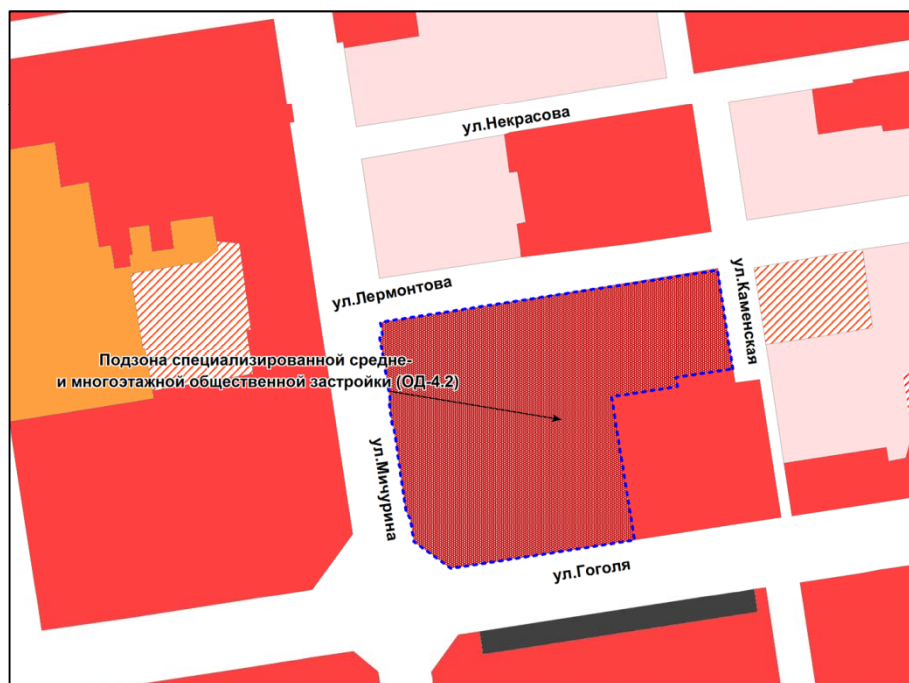 ул.Некрасова
ул.Лермонтова
ул.Каменская
Подзона специализированной средне-
и многоэтажной общественной застройки (ОД-4.2)
ул.Мичурина
ул.Гоголя